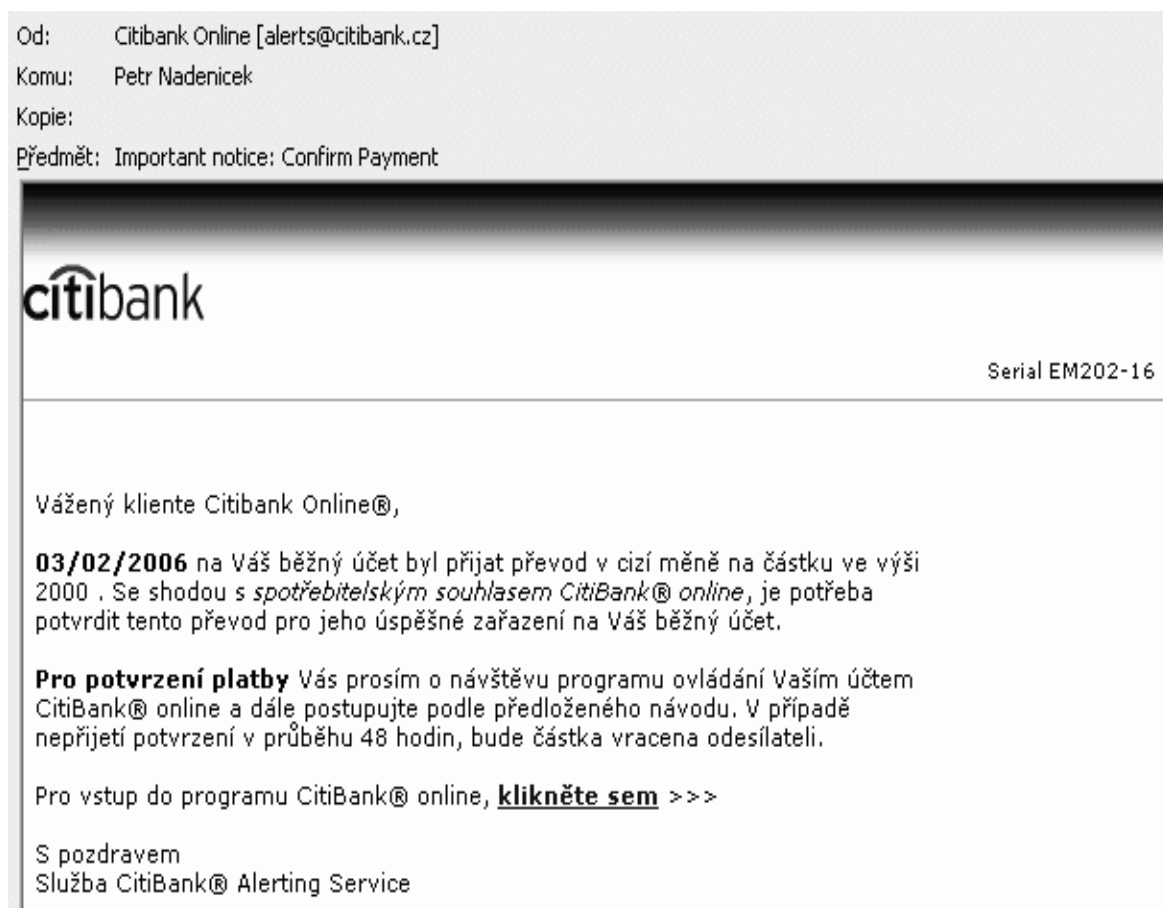 Od: Citibank Online [alerts@citibank.cz]
Komu: Petr Nadenicek
Kopie:
Předmět: Important notice: Confirm Payment
citibank
Serial EM202-16
Vážený kliente Citibank Online®,
03/02/2006 na Váš běžný účet byl přijat převod v cizí měně na částku ve výši
2000 . Se shodou s spotřebitelským souhlasem CitiBank® online, je potřeba
potvrdit tento převod pro jeho úspěšné zařazení na Váš běžný účet.
Pro potvrzení platby Vás prosím o návštěvu programu ovládání Vaším účtem
CitiBank® online a dále postupujte podle předloženého návodu. V případě
nepřijetí potvrzení v průběhu 48 hodin, bude částka vracena odesílateli.
Pro vstup do programu CitiBank® online, klikněte sem >>>
S pozdravem
Služba CitiBank® Alerting Service